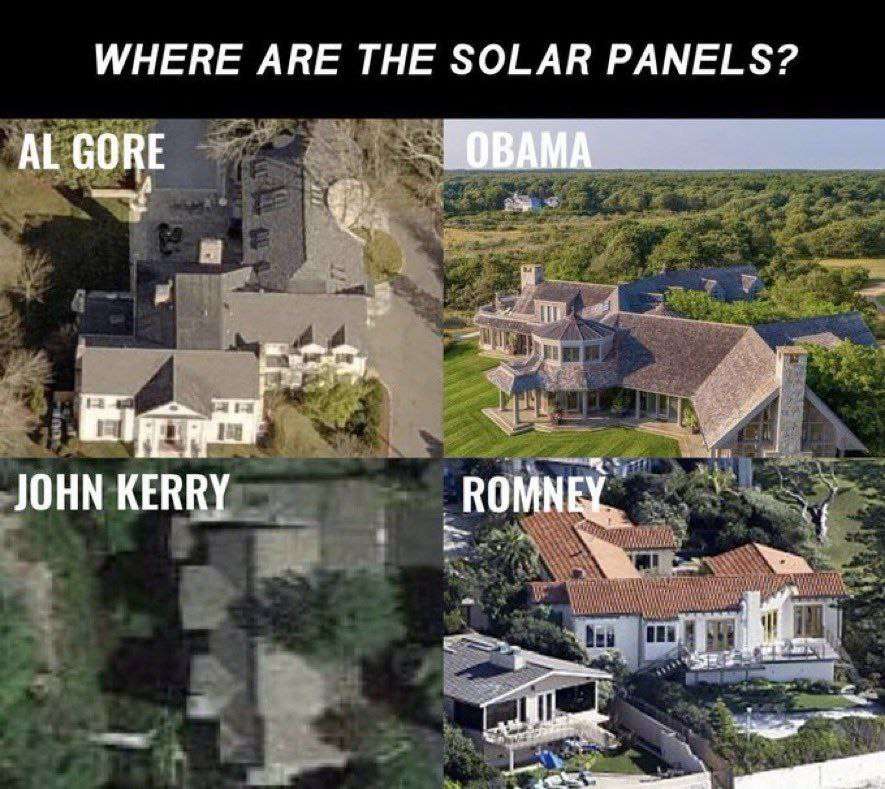 WHERE ARE THE SOLAR PANELS?
AL GORE
OBAMA
JOHN KERRY
ROMNEY